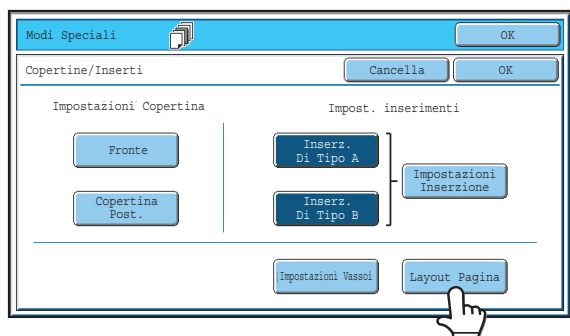 Modi Speciali
OK
Copertine/Inserti
Cancella
OK
Impostazioni Copertina
Impost. inserimenti
Fronte
Inserz.
Di Tipo A
Impostazioni
Inserzione
Copertina
Post.
Inserz.
Di Tipo B
Impostazioni Vassoi
Layout Pagina